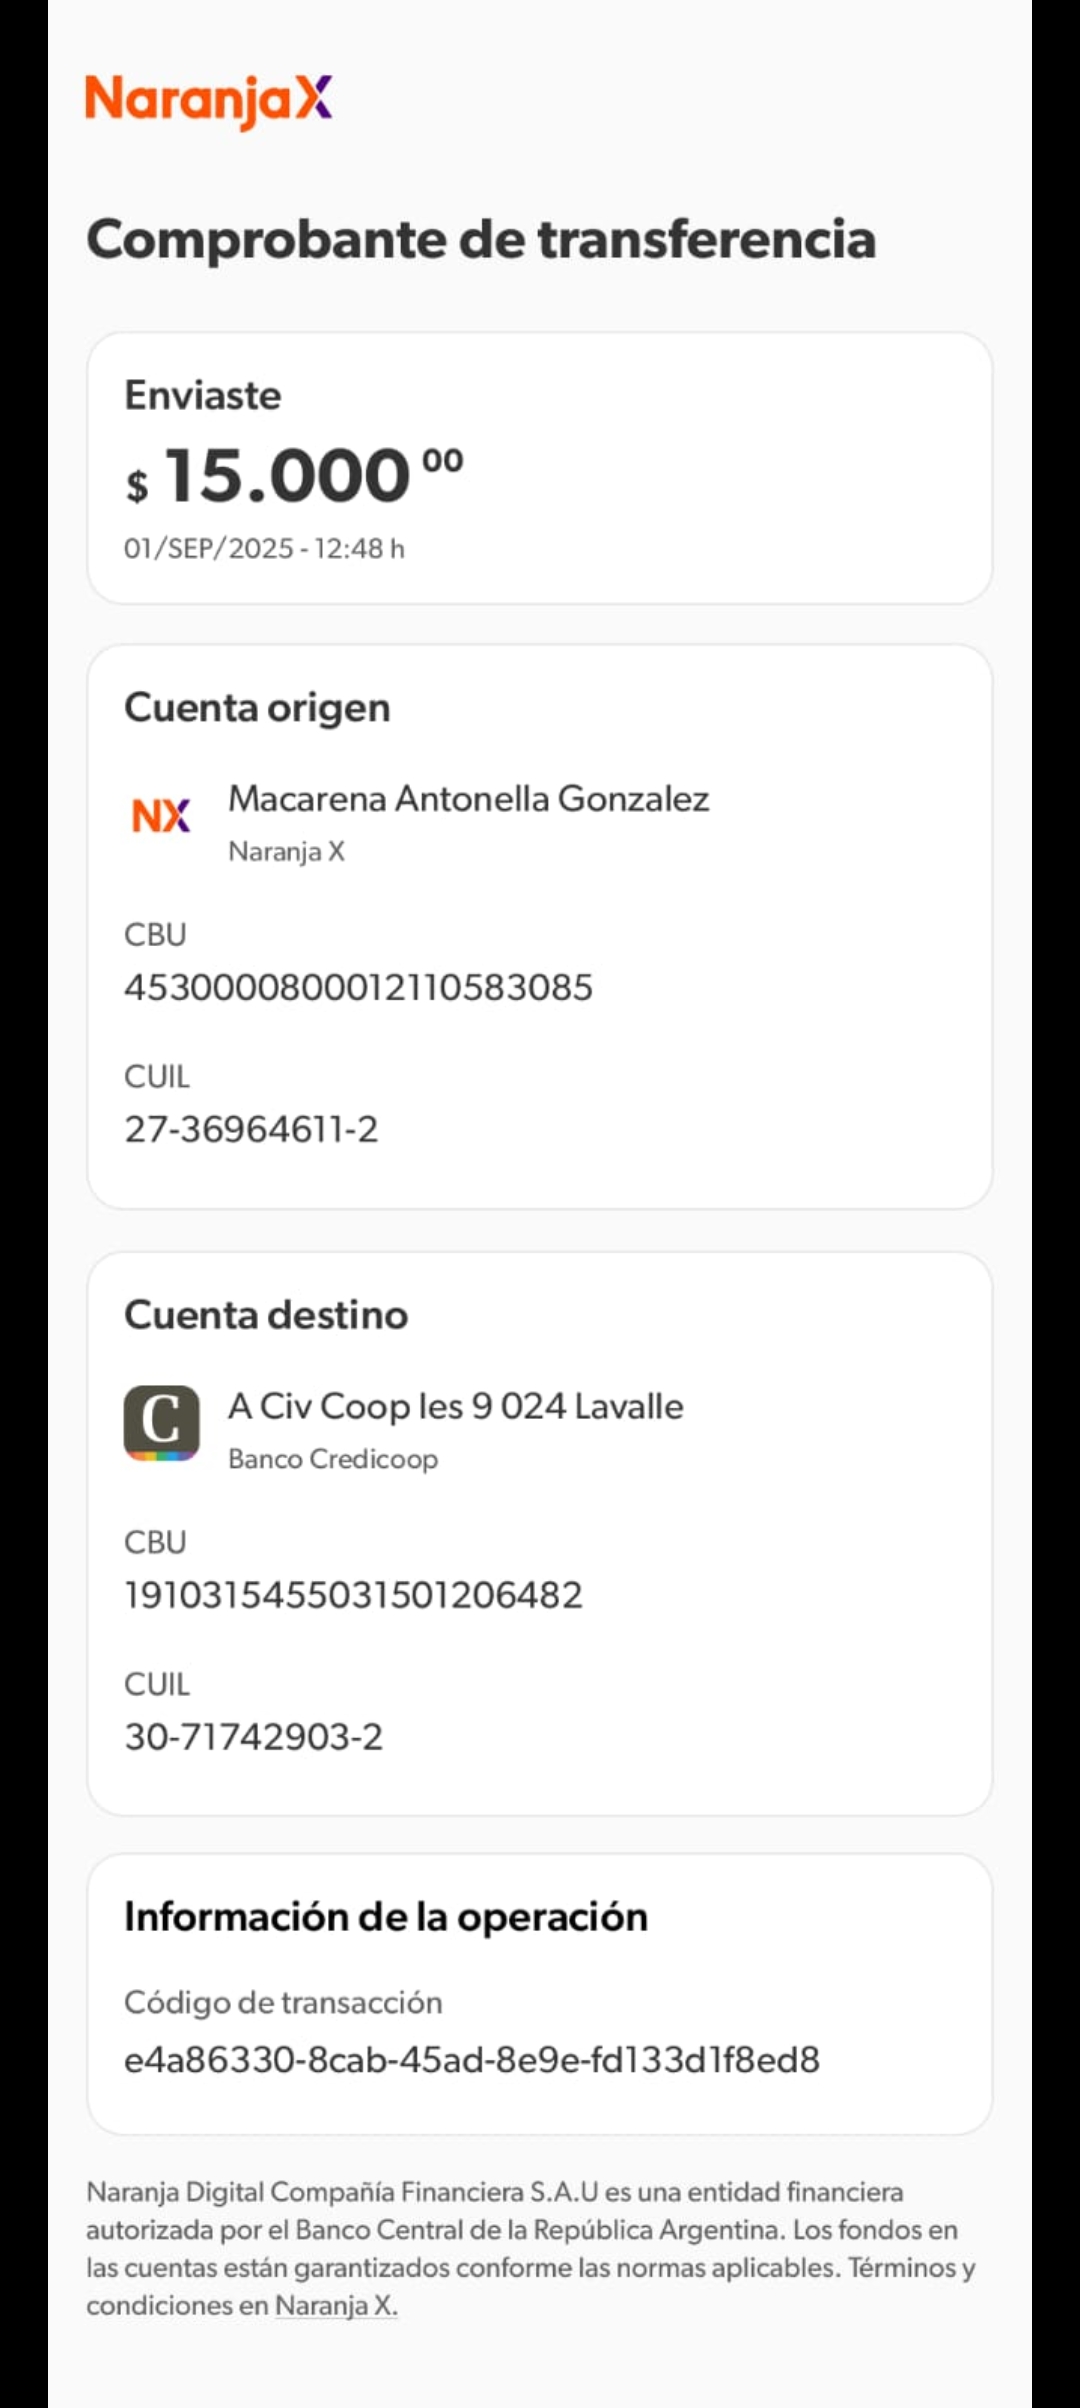 NaranjaX
Comprobante de transferencia
Enviaste
$ 15.000 00
01/SEP/2025 - 12:48 h
Cuenta origen
NX
Macarena Antonella Gonzalez
Naranja X
CBU
4530000800012110583085
CUIL
27-36964611-2
Cuenta destino
C
A Civ Coop Ies 9 024 Lavalle
Banco Credicoop
CBU
1910315455031501206482
CUIL
30-71742903-2
Información de la operación
Código de transacción
e4a86330-8cab-45ad-8e9e-fd133d1f8ed8
Naranja Digital Compañía Financiera S.A.U es una entidad financiera
autorizada por el Banco Central de la República Argentina. Los fondos en
las cuentas están garantizados conforme las normas aplicables. Términos y
condiciones en Naranja X.